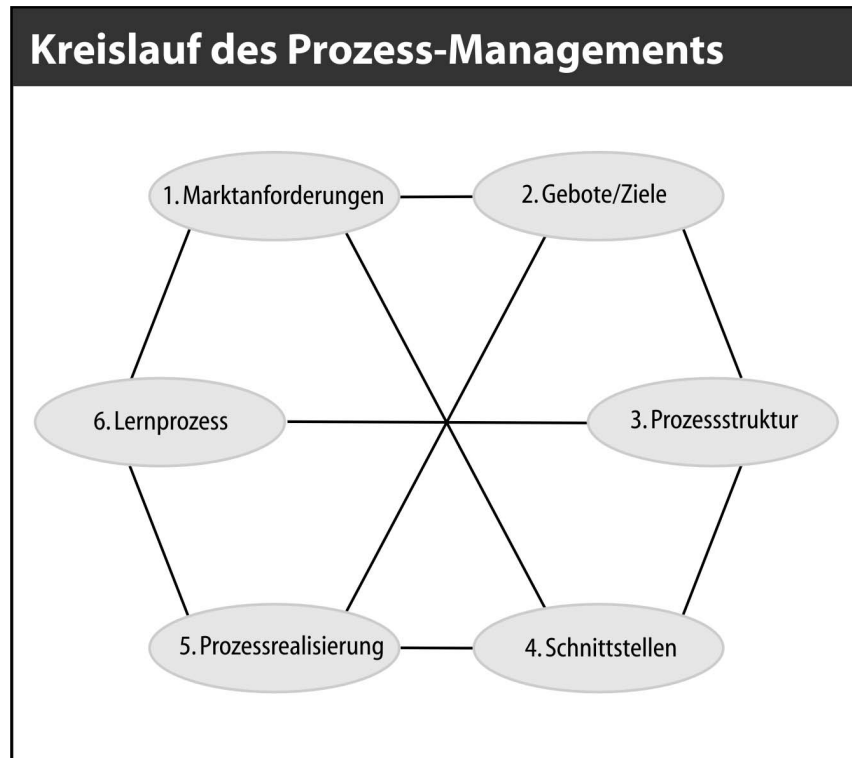 Kreislauf des Prozess-Managements
1. Marktanforderungen
2. Gebote/Ziele
3. Prozessstruktur
4. Schnittstellen
5. Prozessrealisierung
6. Lernprozess